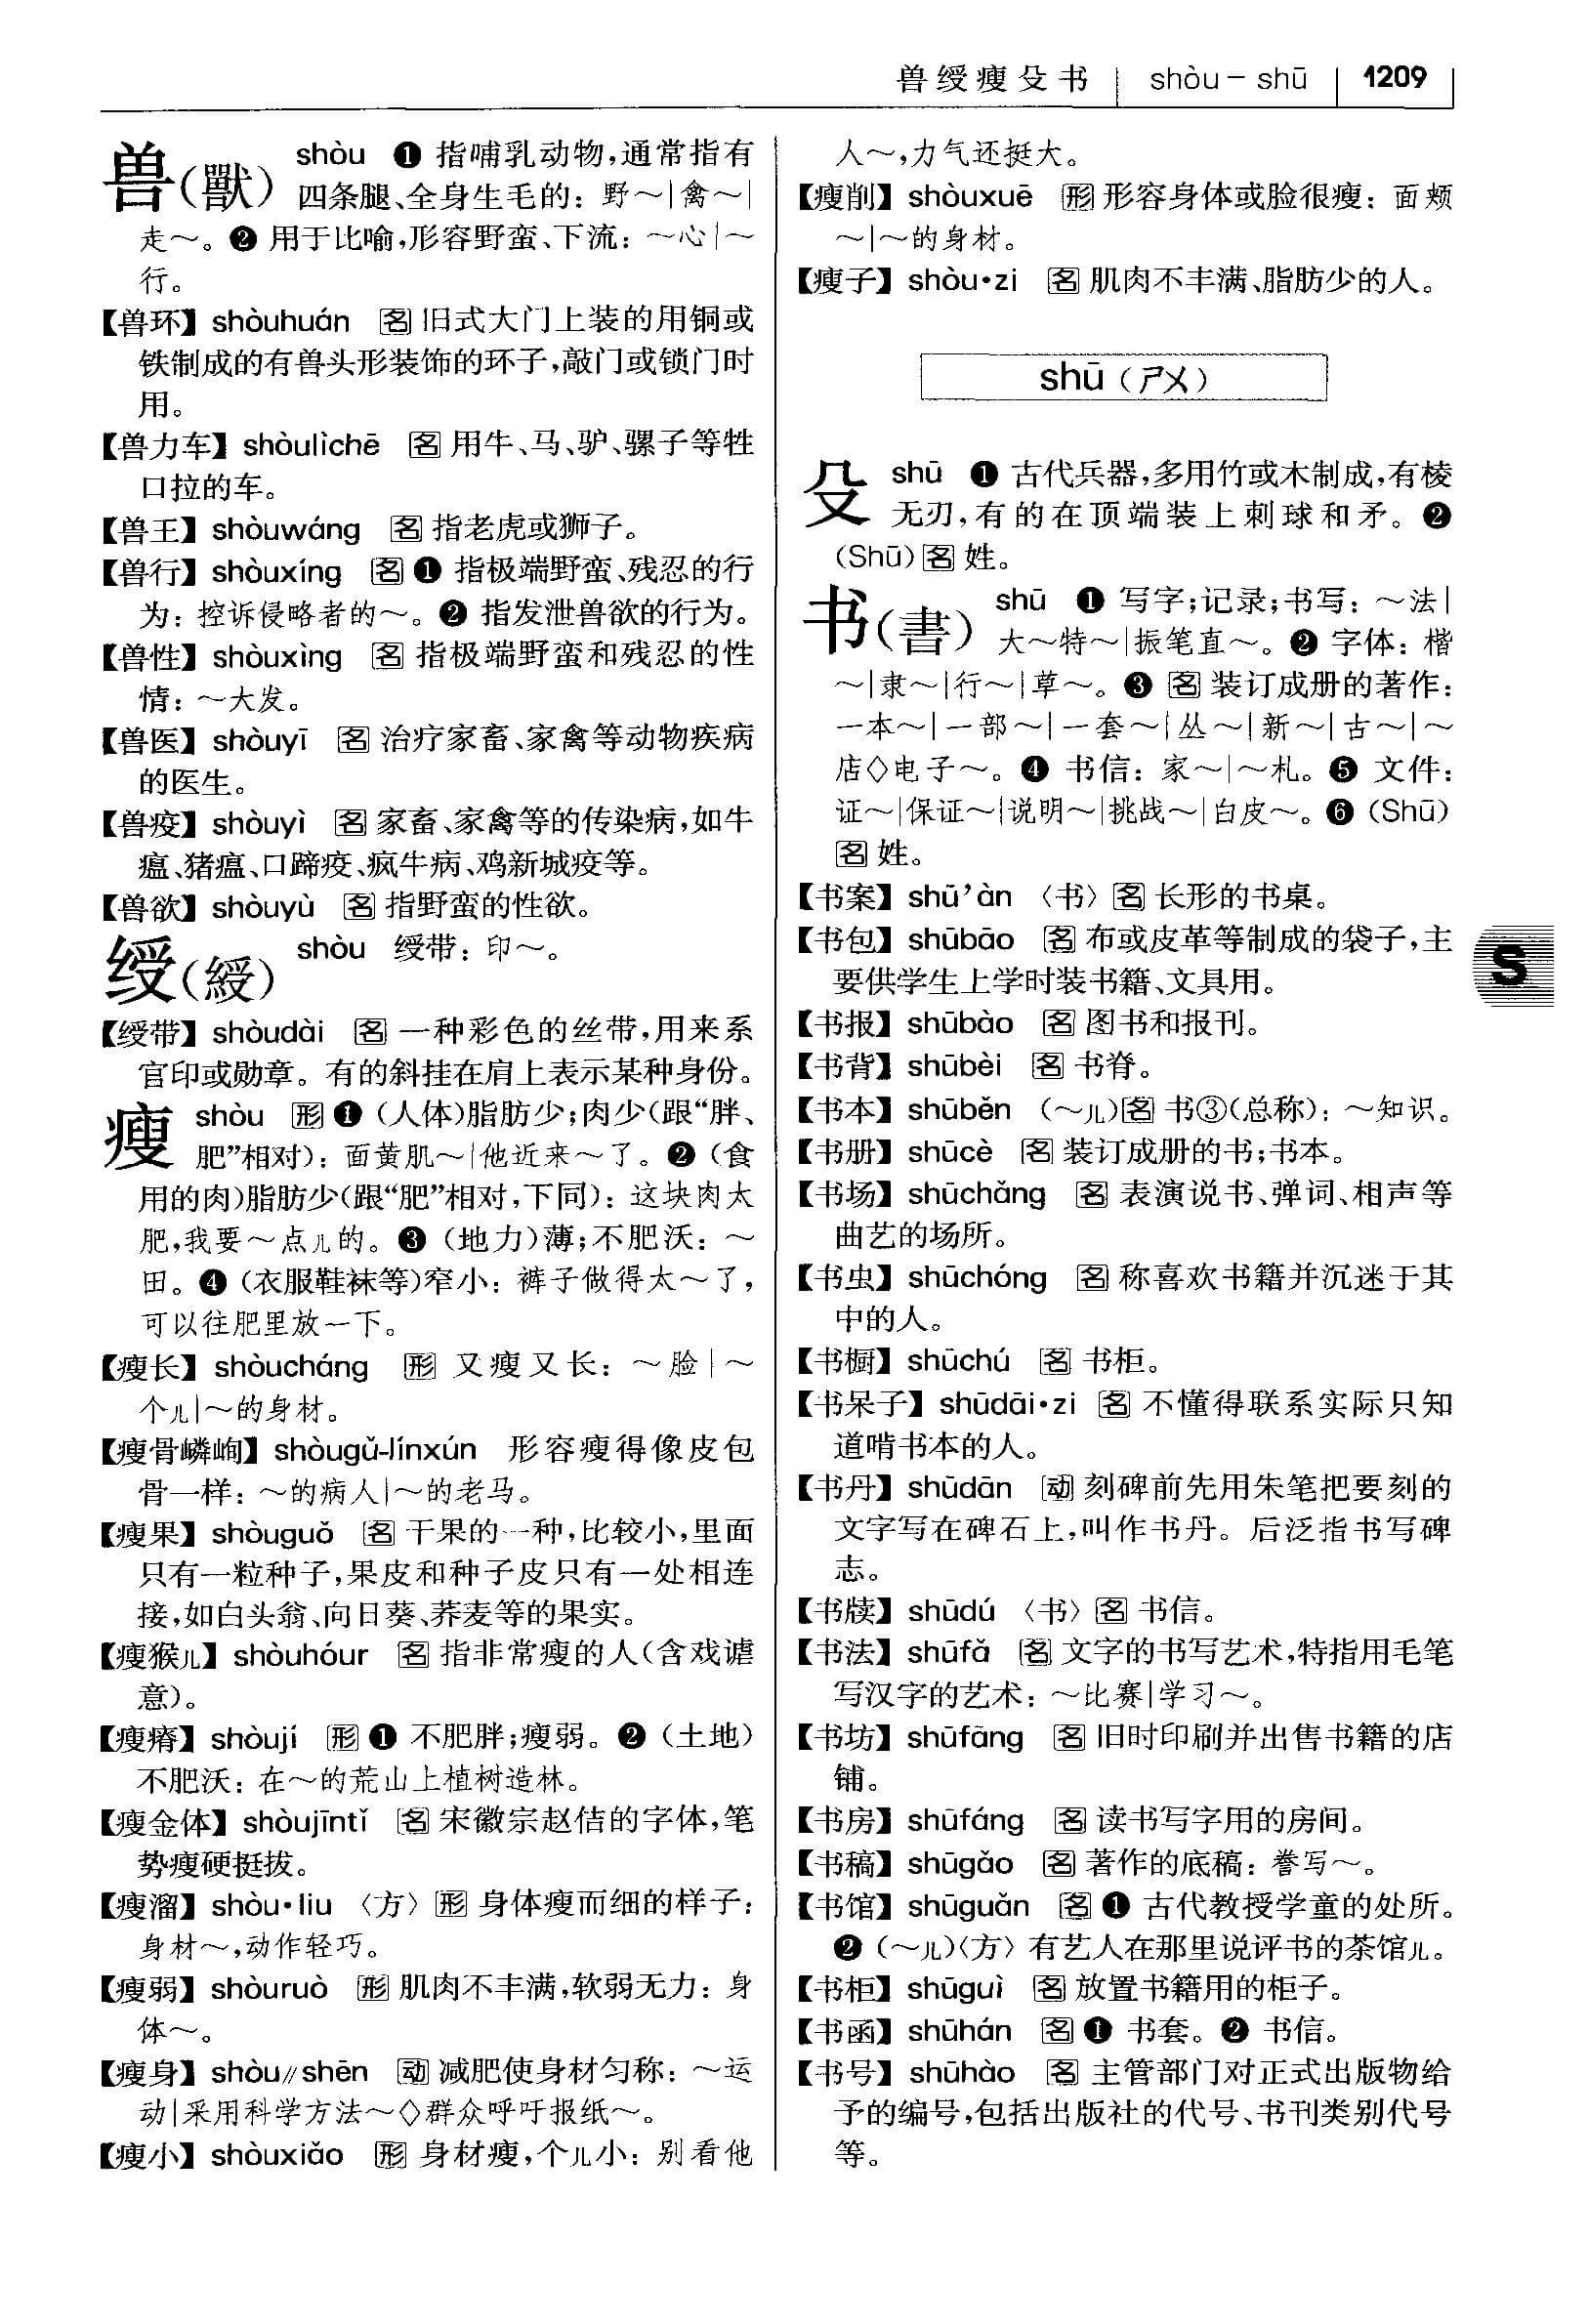 兽绶瘦殳书 | shòu－shū | 1209
兽(獸) shòu ❶ 指哺乳动物,通常指有
四条腿、全身生毛的：野～|禽～|
走～。❷ 用于比喻,形容野蛮、下流：～心|～
行。
【兽环】shòuhuán 名 旧式大门上装的用铜或
铁制成的有兽头形装饰的环子,敲门或锁门时
用。
【兽力车】shòulìchē 名 用牛、马、驴、骡子等牲
口拉的车。
【兽王】shòuwáng 名 指老虎或狮子。
【兽行】shòuxíng 名 ❶ 指极端野蛮、残忍的行
为：控诉侵略者的～。❷ 指发泄兽欲的行为。
【兽性】shòuxìng 名 指极端野蛮和残忍的性
情：～大发。
【兽医】shòuyī 名 治疗家畜、家禽等动物疾病
的医生。
【兽疫】shòuyì 名 家畜、家禽等的传染病,如牛
瘟、猪瘟、口蹄疫、疯牛病、鸡新城疫等。
【兽欲】shòuyù 名 指野蛮的性欲。
绶(綬) shòu 绶带：印～。
【绶带】shòudài 名 一种彩色的丝带,用来系
官印或勋章。有的斜挂在肩上表示某种身份。
瘦 shòu 形 ❶ (人体)脂肪少;肉少(跟“胖、
肥”相对)：面黄肌～|他近来～了。❷ (食
用的肉)脂肪少(跟“肥”相对,下同)：这块肉太
肥,我要～点儿的。❸ (地力)薄;不肥沃：～
田。❹ (衣服鞋袜等)窄小：裤子做得太～了,
可以往肥里放一下。
【瘦长】shòucháng 形 又瘦又长：～脸|～
个儿|～的身材。
【瘦骨嶙峋】shòugǔ-línxún 形容瘦得像皮包
骨一样：～的病人|～的老马。
【瘦果】shòuguǒ 名 干果的一种,比较小,里面
只有一粒种子,果皮和种子皮只有一处相连
接,如白头翁、向日葵、荞麦等的果实。
【瘦猴儿】shòuhóur 名 指非常瘦的人(含戏谑
意)。
【瘦瘠】shòují 形 ❶ 不肥胖;瘦弱。❷ (土地)
不肥沃：在～的荒山上植树造林。
【瘦金体】shòujīntǐ 名 宋徽宗赵佶的字体,笔
势瘦硬挺拔。
【瘦溜】shòu•liu 〈方〉形 身体瘦而细的样子：
身材～,动作轻巧。
【瘦弱】shòuruò 形 肌肉不丰满,软弱无力：身
体～。
【瘦身】shòu∥shēn 动 减肥使身材匀称：～运
动|采用科学方法～◇群众呼吁报纸～。
【瘦小】shòuxiǎo 形 身材瘦,个儿小：别看他
人～,力气还挺大。
【瘦削】shòuxuē 形 形容身体或脸很瘦：面颊
～|～的身材。
【瘦子】shòu•zi 名 肌肉不丰满、脂肪少的人。
shū (ㄕㄨ)
殳 shū ❶ 古代兵器,多用竹或木制成,有棱
无刃,有的在顶端装上刺球和矛。❷
(Shū)名 姓。
书(書) shū ❶ 写字;记录;书写：～法|
大～特～|振笔直～。❷ 字体：楷
～|隶～|行～|草～。❸ 名 装订成册的著作：
一本～|一部～|一套～|丛～|新～|古～|～
店◇电子～。❹ 书信：家～|～札。❺ 文件：
证～|保证～|说明～|挑战～|白皮～。❻ (Shū)
名 姓。
【书案】shū’àn 〈书〉名 长形的书桌。
【书包】shūbāo 名 布或皮革等制成的袋子,主
要供学生上学时装书籍、文具用。
【书报】shūbào 名 图书和报刊。
【书背】shūbèi 名 书脊。
【书本】shūběn (～儿)名 书③(总称)：～知识。
【书册】shūcè 名 装订成册的书;书本。
【书场】shūchǎng 名 表演说书、弹词、相声等
曲艺的场所。
【书虫】shūchóng 名 称喜欢书籍并沉迷于其
中的人。
【书橱】shūchú 名 书柜。
【书呆子】shūdāi•zi 名 不懂得联系实际只知
道啃书本的人。
【书丹】shūdān 动 刻碑前先用朱笔把要刻的
文字写在碑石上,叫作书丹。后泛指书写碑
志。
【书牍】shūdú 〈书〉名 书信。
【书法】shūfǎ 名 文字的书写艺术,特指用毛笔
写汉字的艺术：～比赛|学习～。
【书坊】shūfāng 名 旧时印刷并出售书籍的店
铺。
【书房】shūfáng 名 读书写字用的房间。
【书稿】shūgǎo 名 著作的底稿：誊写～。
【书馆】shūguǎn 名 ❶ 古代教授学童的处所。
❷ (～儿)〈方〉有艺人在那里说评书的茶馆儿。
【书柜】shūguì 名 放置书籍用的柜子。
【书函】shūhán 名 ❶ 书套。❷ 书信。
【书号】shūhào 名 主管部门对正式出版物给
予的编号,包括出版社的代号、书刊类别代号
等。
S